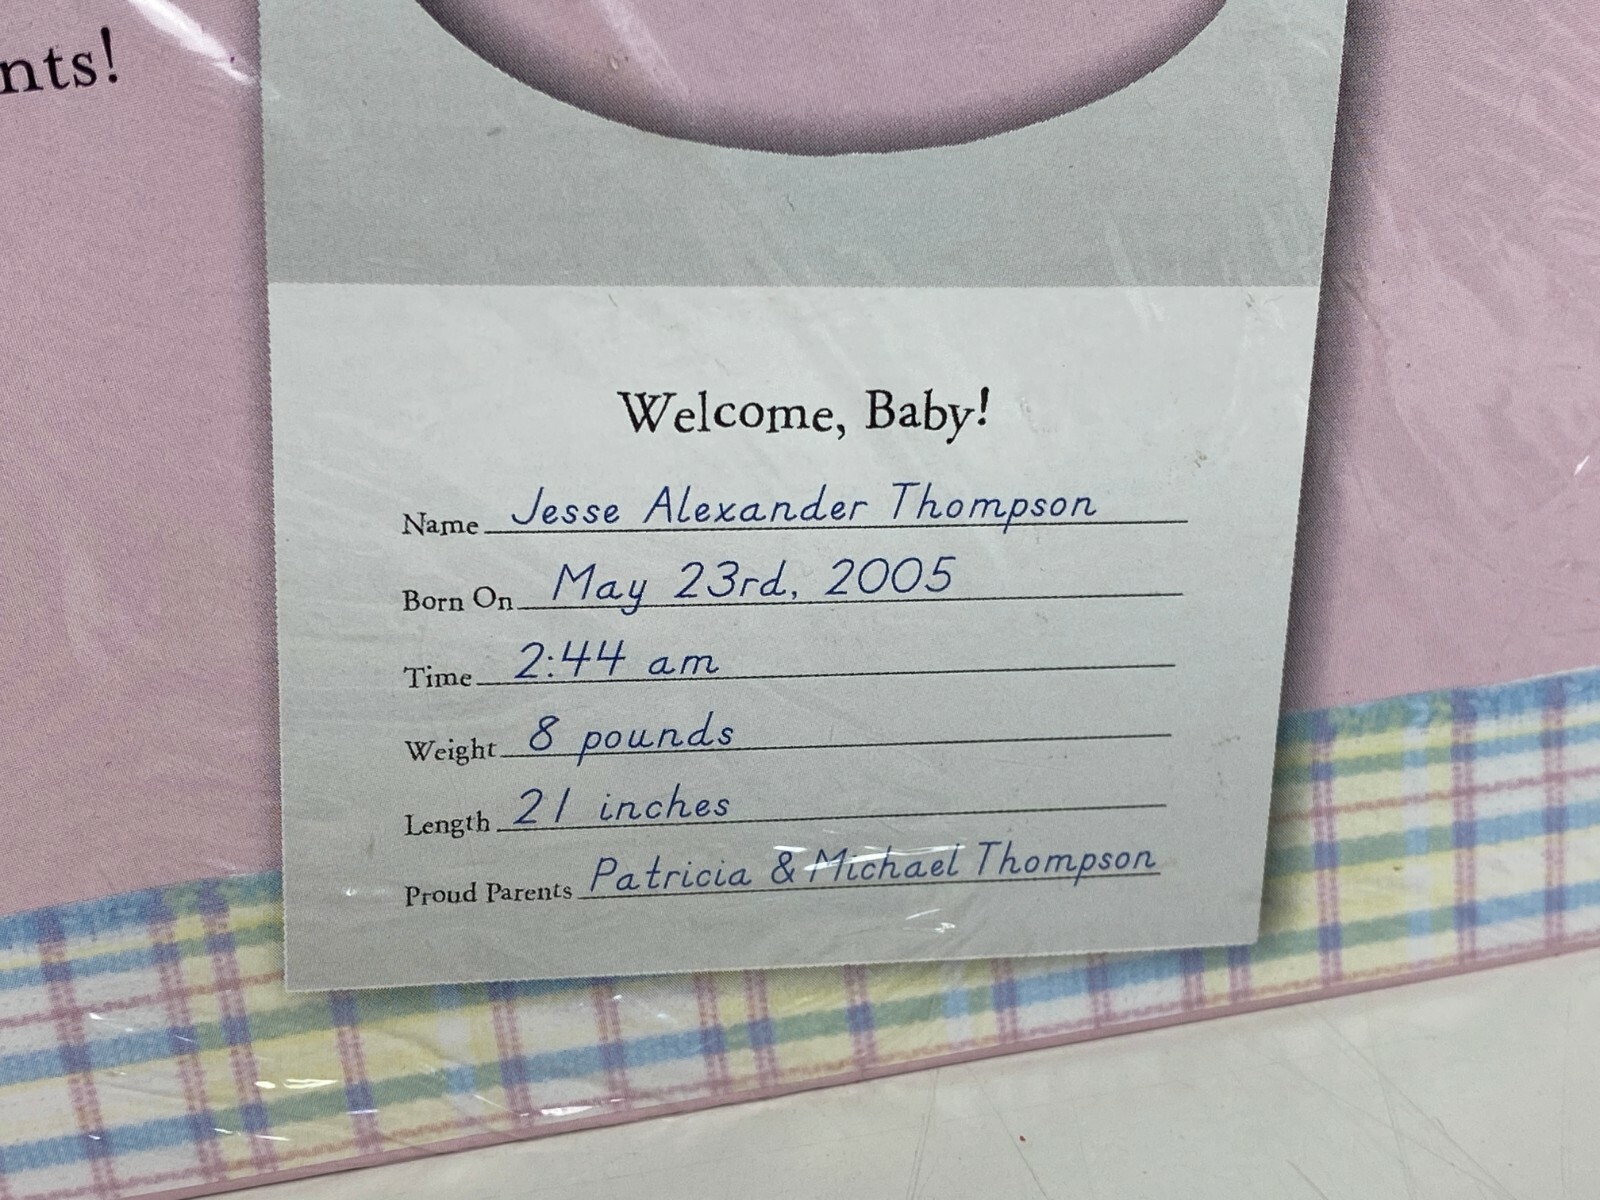 nts!
Welcome, Baby!
Name Jesse Alexander Thompson
Born On May 23rd, 2005
Time 2:44 am
Weight 8 pounds
Length 21 inches
Proud Parents Patricia & Michael Thompson